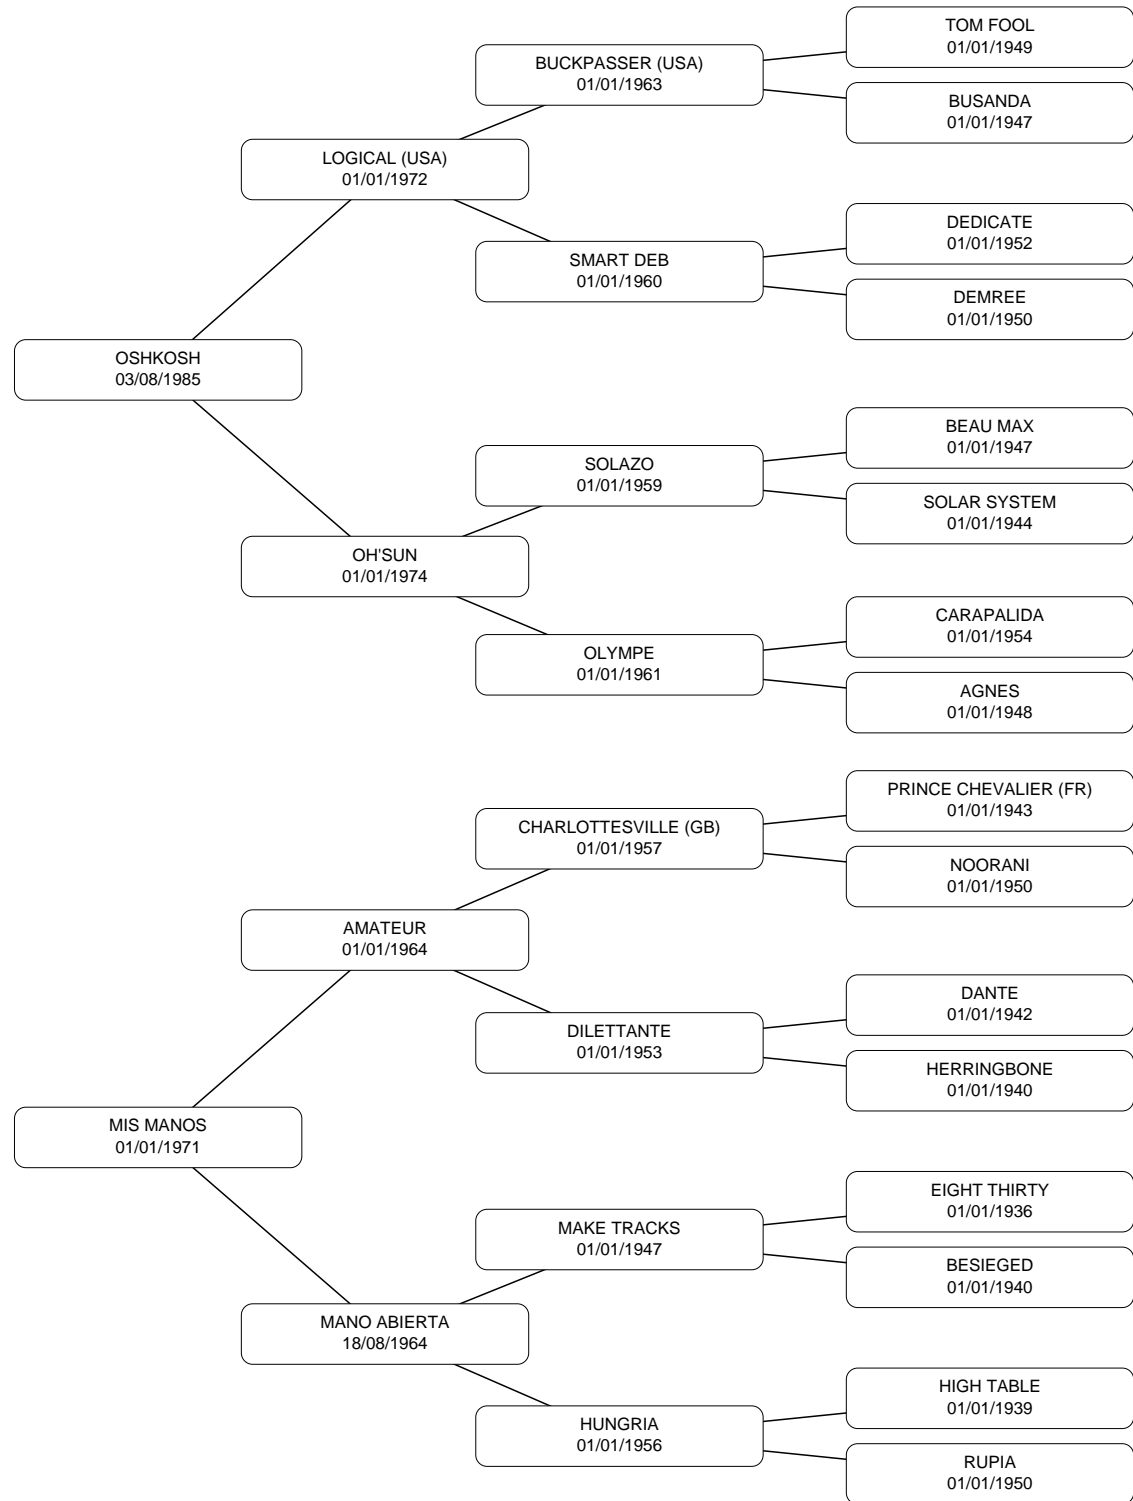 TOM FOOL
01/01/1949
BUCKPASSER (USA)
01/01/1963
BUSANDA
01/01/1947
LOGICAL (USA)
01/01/1972
DEDICATE
01/01/1952
SMART DEB
01/01/1960
DEMREE
01/01/1950
OSHKOSH
03/08/1985
BEAU MAX
01/01/1947
SOLAZO
01/01/1959
SOLAR SYSTEM
01/01/1944
OH'SUN
01/01/1974
CARAPALIDA
01/01/1954
OLYMPE
01/01/1961
AGNES
01/01/1948
PRINCE CHEVALIER (FR)
01/01/1943
CHARLOTTESVILLE (GB)
01/01/1957
NOORANI
01/01/1950
AMATEUR
01/01/1964
DANTE
01/01/1942
DILETTANTE
01/01/1953
HERRINGBONE
01/01/1940
MIS MANOS
01/01/1971
EIGHT THIRTY
01/01/1936
MAKE TRACKS
01/01/1947
BESIEGED
01/01/1940
MANO ABIERTA
18/08/1964
HIGH TABLE
01/01/1939
HUNGRIA
01/01/1956
RUPIA
01/01/1950